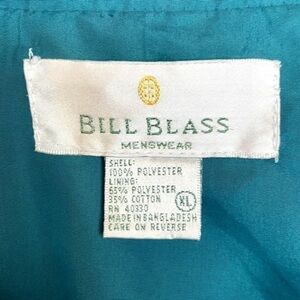 BILL BLASS
MENSWEAR
SHELL:
100% POLYESTER
LINING:
65% POLYESTER
35% COTTON
RN 40330
MADE IN BANGLADESH
CARE ON REVERSE
XL